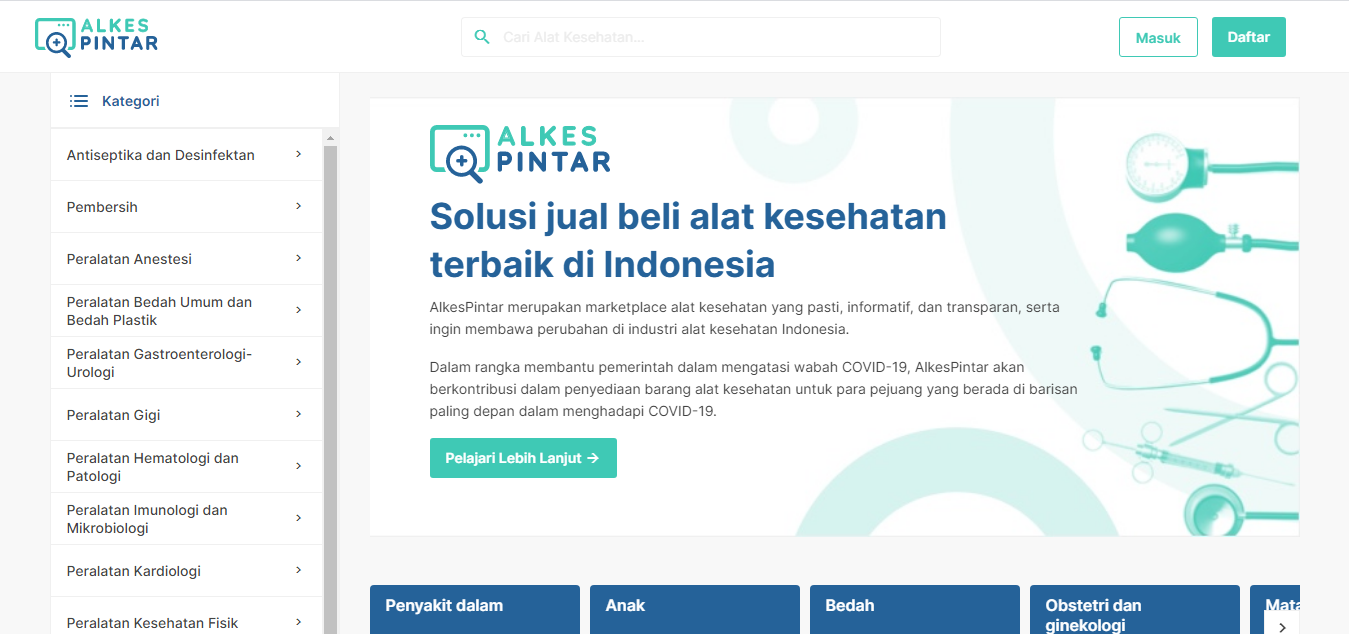 ALKES
PINTAR
Cari Alat Kesehatan...
Masuk
Daftar
Kategori
Antiseptika dan Desinfektan
Pembersih
Peralatan Anestesi
Peralatan Bedah Umum dan
Bedah Plastik
Peralatan Gastroenterologi-
Urologi
Peralatan Gigi
Peralatan Hematologi dan
Patologi
Peralatan Imunologi dan
Mikrobiologi
Peralatan Kardiologi
Peralatan Kesehatan Fisik
ALKES
PINTAR
Solusi jual beli alat kesehatan
terbaik di Indonesia
AlkesPintar merupakan marketplace alat kesehatan yang pasti, informatif, dan transparan, serta
ingin membawa perubahan di industri alat kesehatan Indonesia.
Dalam rangka membantu pemerintah dalam mengatasi wabah COVID-19, AlkesPintar akan
berkontribusi dalam penyediaan barang alat kesehatan untuk para pejuang yang berada di barisan
paling depan dalam menghadapi COVID-19.
Pelajari Lebih Lanjut →
Penyakit dalam
Anak
Bedah
Obstetri dan
ginekologi
Mata